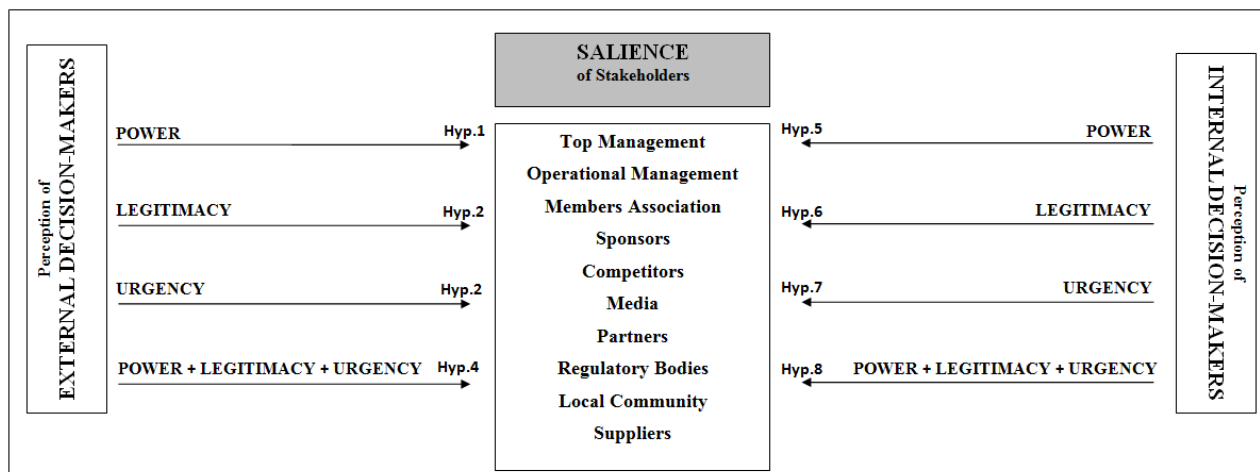 Perception of
EXTERNAL DECISION-MAKERS
POWER
Hyp.1
LEGITIMACY
Hyp.2
URGENCY
Hyp.2
POWER + LEGITIMACY + URGENCY
Hyp.4
SALIENCE
of Stakeholders
Top Management
Operational Management
Members Association
Sponsors
Competitors
Media
Partners
Regulatory Bodies
Local Community
Suppliers
Hyp.5
POWER
Hyp.6
LEGITIMACY
Hyp.7
URGENCY
Hyp.8
POWER + LEGITIMACY + URGENCY
Perception of
INTERNAL DECISION-MAKERS